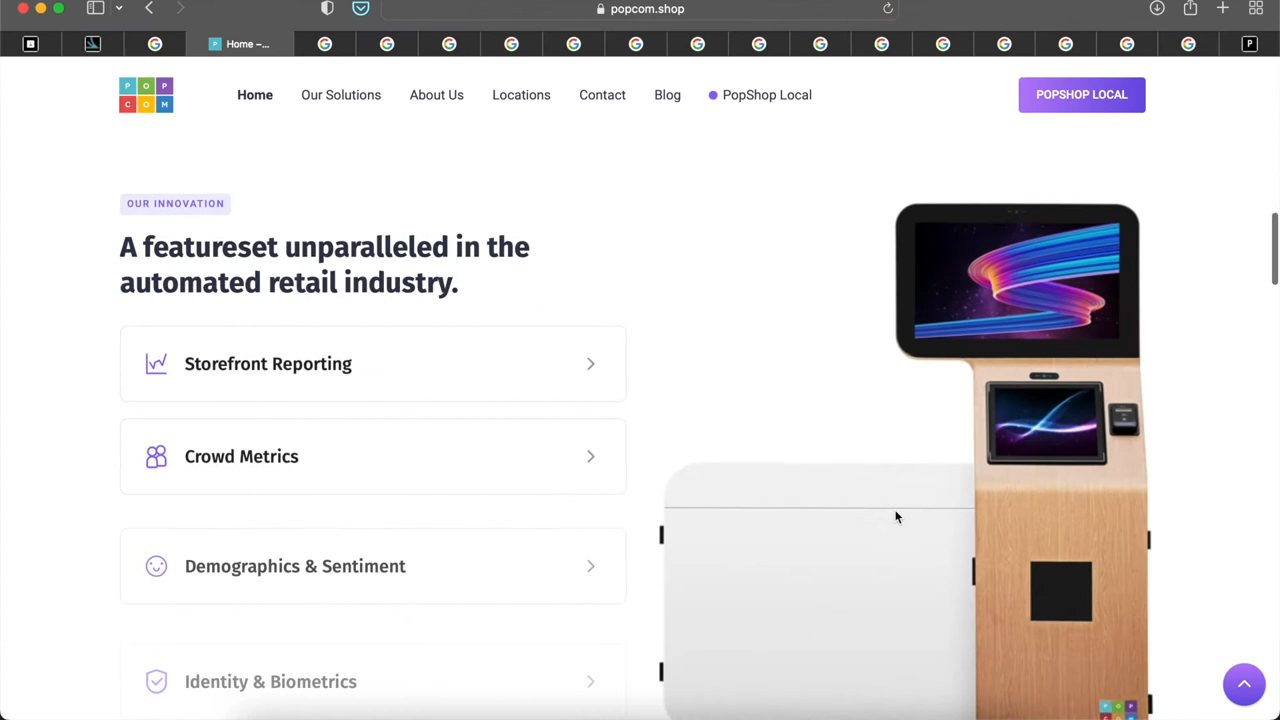 popcom.shop
Home –...
P
P
P O P
C O M
Home
Our Solutions
About Us
Locations
Contact
Blog
PopShop Local
POPSHOP LOCAL
OUR INNOVATION
A featureset unparalleled in the
automated retail industry.
Storefront Reporting
Crowd Metrics
Demographics & Sentiment
Identity & Biometrics
P O P
C O M